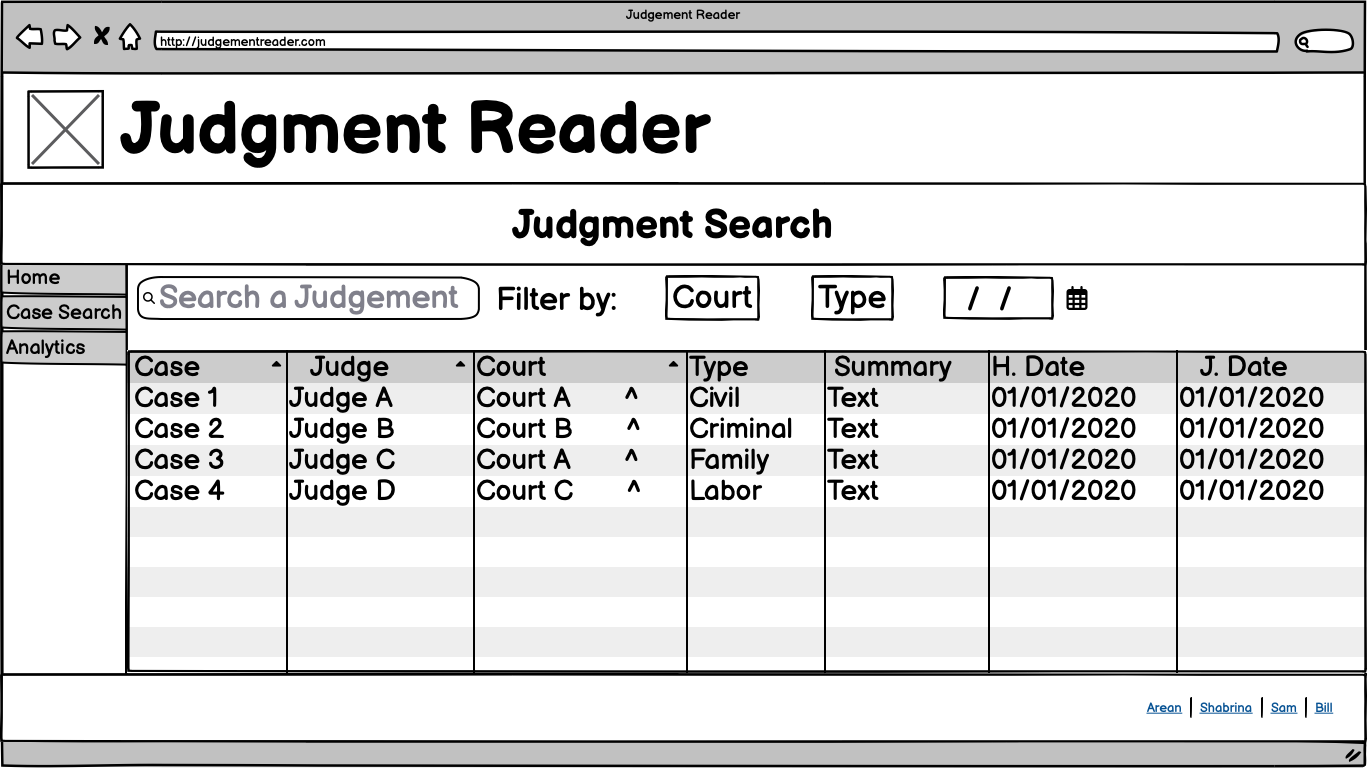 Judgement Reader
http://judgementreader.com
Judgment Reader
Judgment Search
Home
Case Search
Analytics
Search a Judgement Filter by: Court Type / /
Case Judge Court Type Summary H. Date J. Date
Case 1 Judge A Court A ^ Civil Text 01/01/2020 01/01/2020
Case 2 Judge B Court B ^ Criminal Text 01/01/2020 01/01/2020
Case 3 Judge C Court A ^ Family Text 01/01/2020 01/01/2020
Case 4 Judge D Court C ^ Labor Text 01/01/2020 01/01/2020
Arean | Shabrina | Sam | Bill